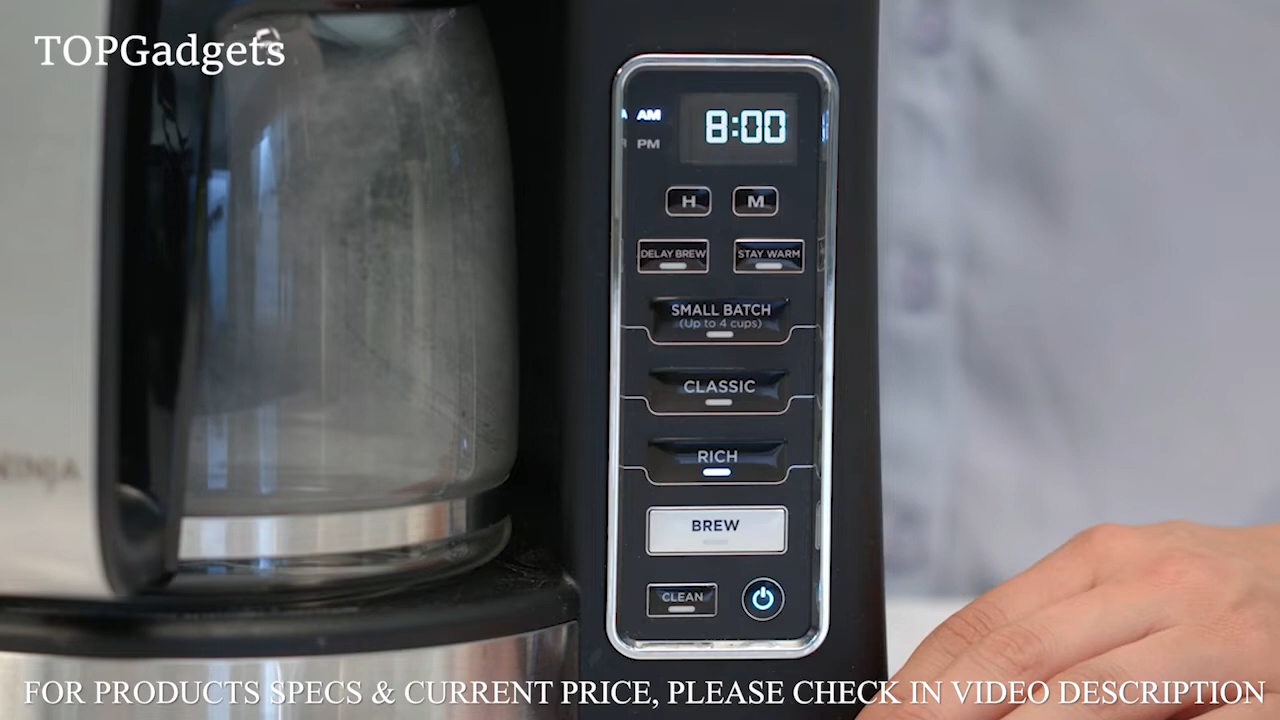 TOPGadgets
AM
PM
8:00
H M
DELAY BREW STAY WARM
SMALL BATCH
(Up to 4 cups)
CLASSIC
RICH
BREW
CLEAN
NINJA
FOR PRODUCTS SPECS & CURRENT PRICE, PLEASE CHECK IN VIDEO DESCRIPTION